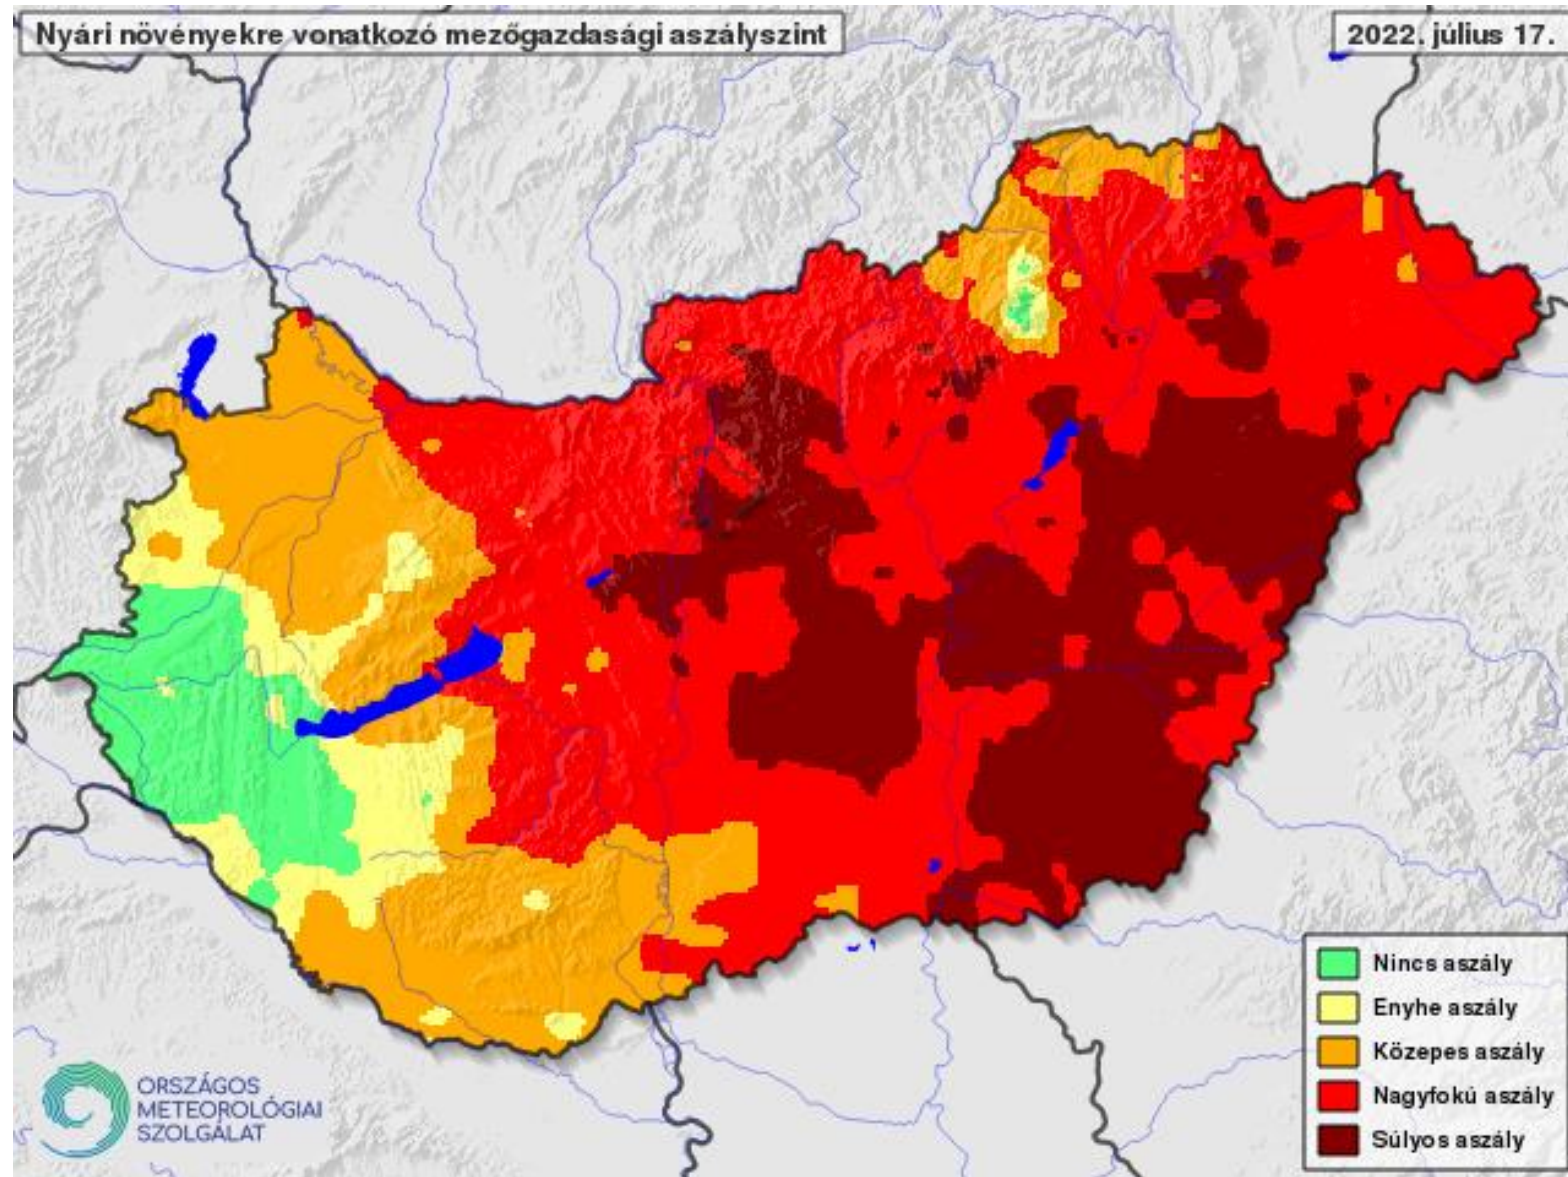 Nyári növényekre vonatkozó mezőgazdasági aszályszint
2022. július 17.
Nincs aszály
Enyhe aszály
Közepes aszály
Nagyfokú aszály
Súlyos aszály
ORSZÁGOS
METEOROLÓGIAI
SZOLGÁLAT